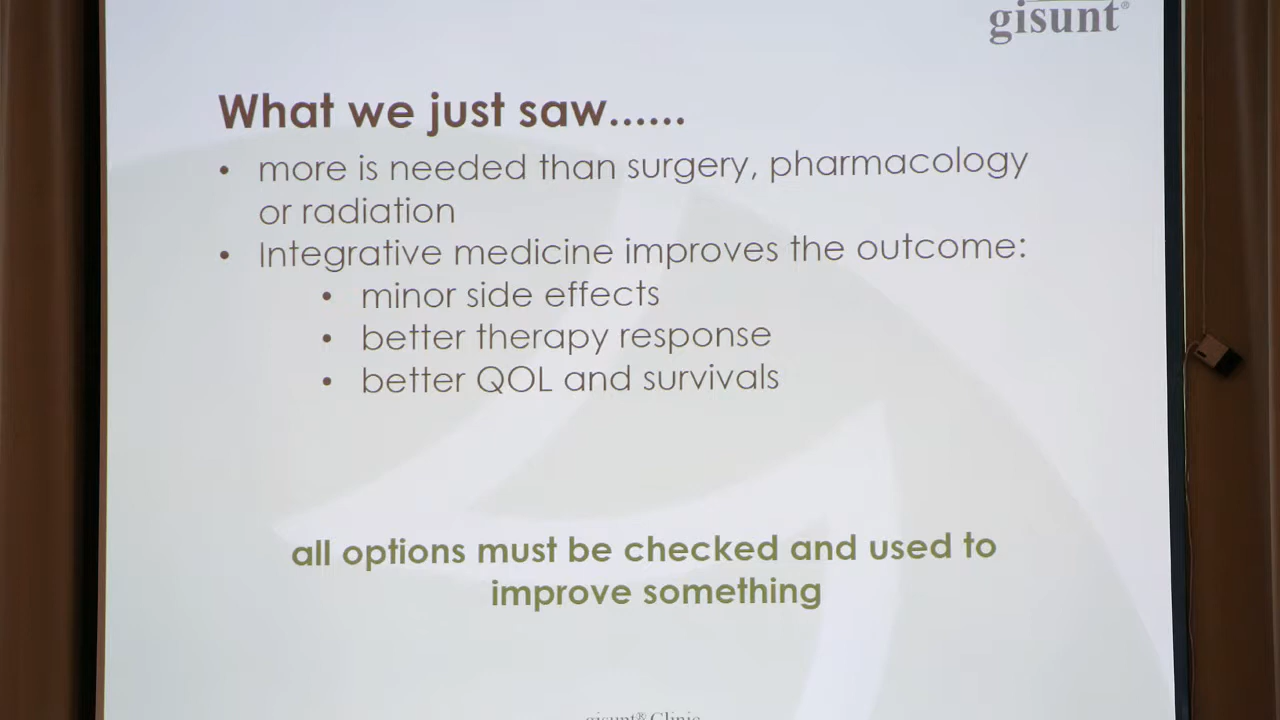 gisunt®
What we just saw......
• more is needed than surgery, pharmacology
or radiation
• Integrative medicine improves the outcome:
• minor side effects
• better therapy response
• better QOL and survivals
all options must be checked and used to
improve something
gisunt® Clinic